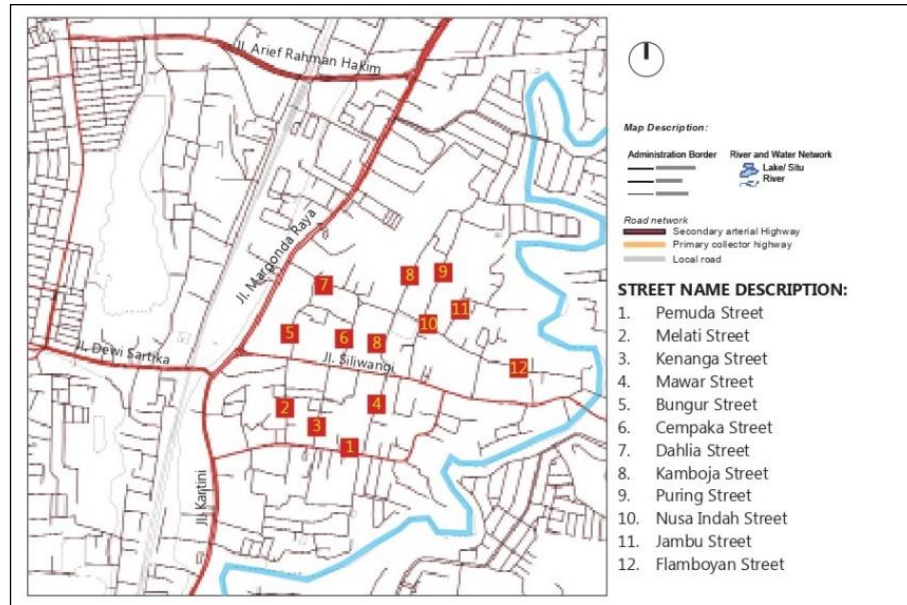 Jl. Arief Rahman Hakim
Jl. Margonda Raya
Jl. Dewi Sartika
Jl. Siliwangi
Jl. Kartini
7
8
9
11
10
5
6
8
12
2
4
3
1
Map Description:
Administration Border
River and Water Network
Lake/ Situ
River
Road network
Secondary arterial Highway
Primary collector highway
Local road
STREET NAME DESCRIPTION:
1. Pemuda Street
2. Melati Street
3. Kenanga Street
4. Mawar Street
5. Bungur Street
6. Cempaka Street
7. Dahlia Street
8. Kamboja Street
9. Puring Street
10. Nusa Indah Street
11. Jambu Street
12. Flamboyan Street